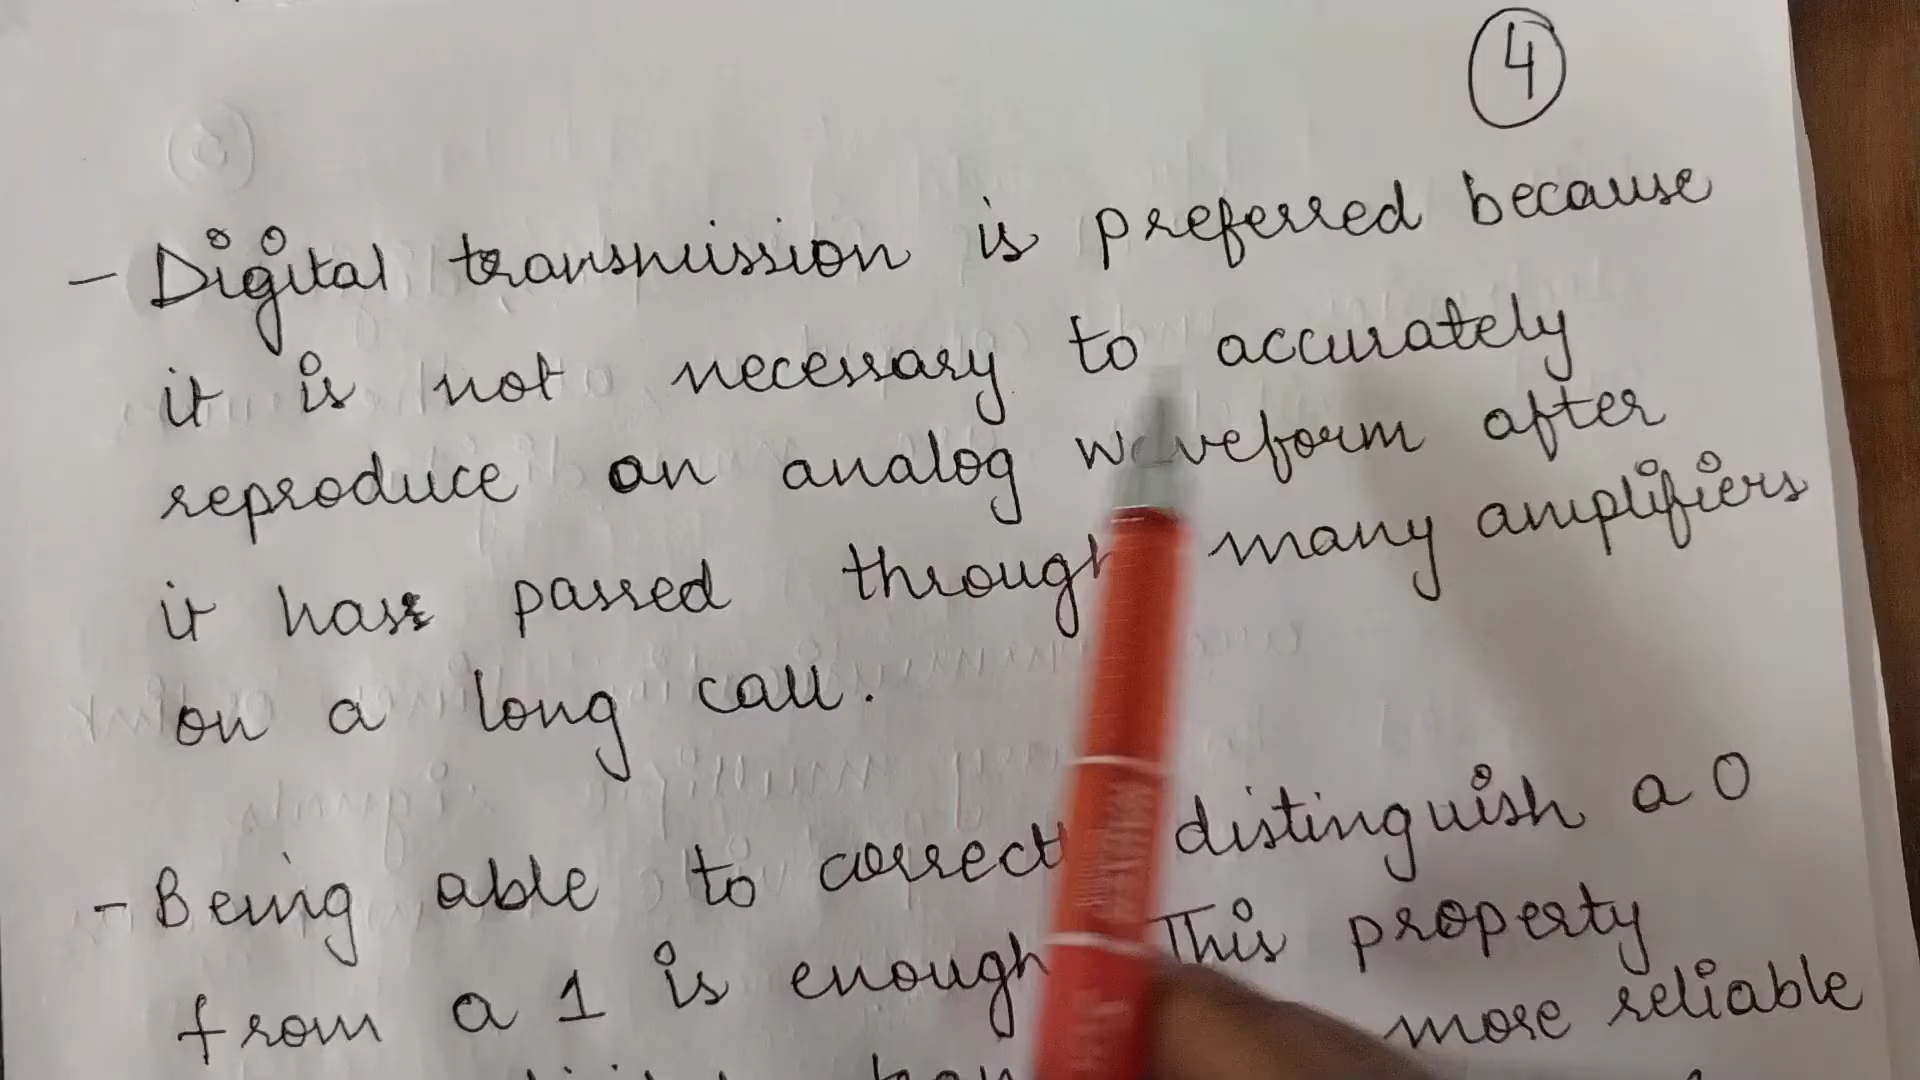 4
- Digital transmission is preferred because
it is not necessary to accurately
reproduce an analog waveform after
it has passed through many amplifiers
on a long call.
- Being able to correct distinguish a 0
from a 1 is enough This property
more reliable